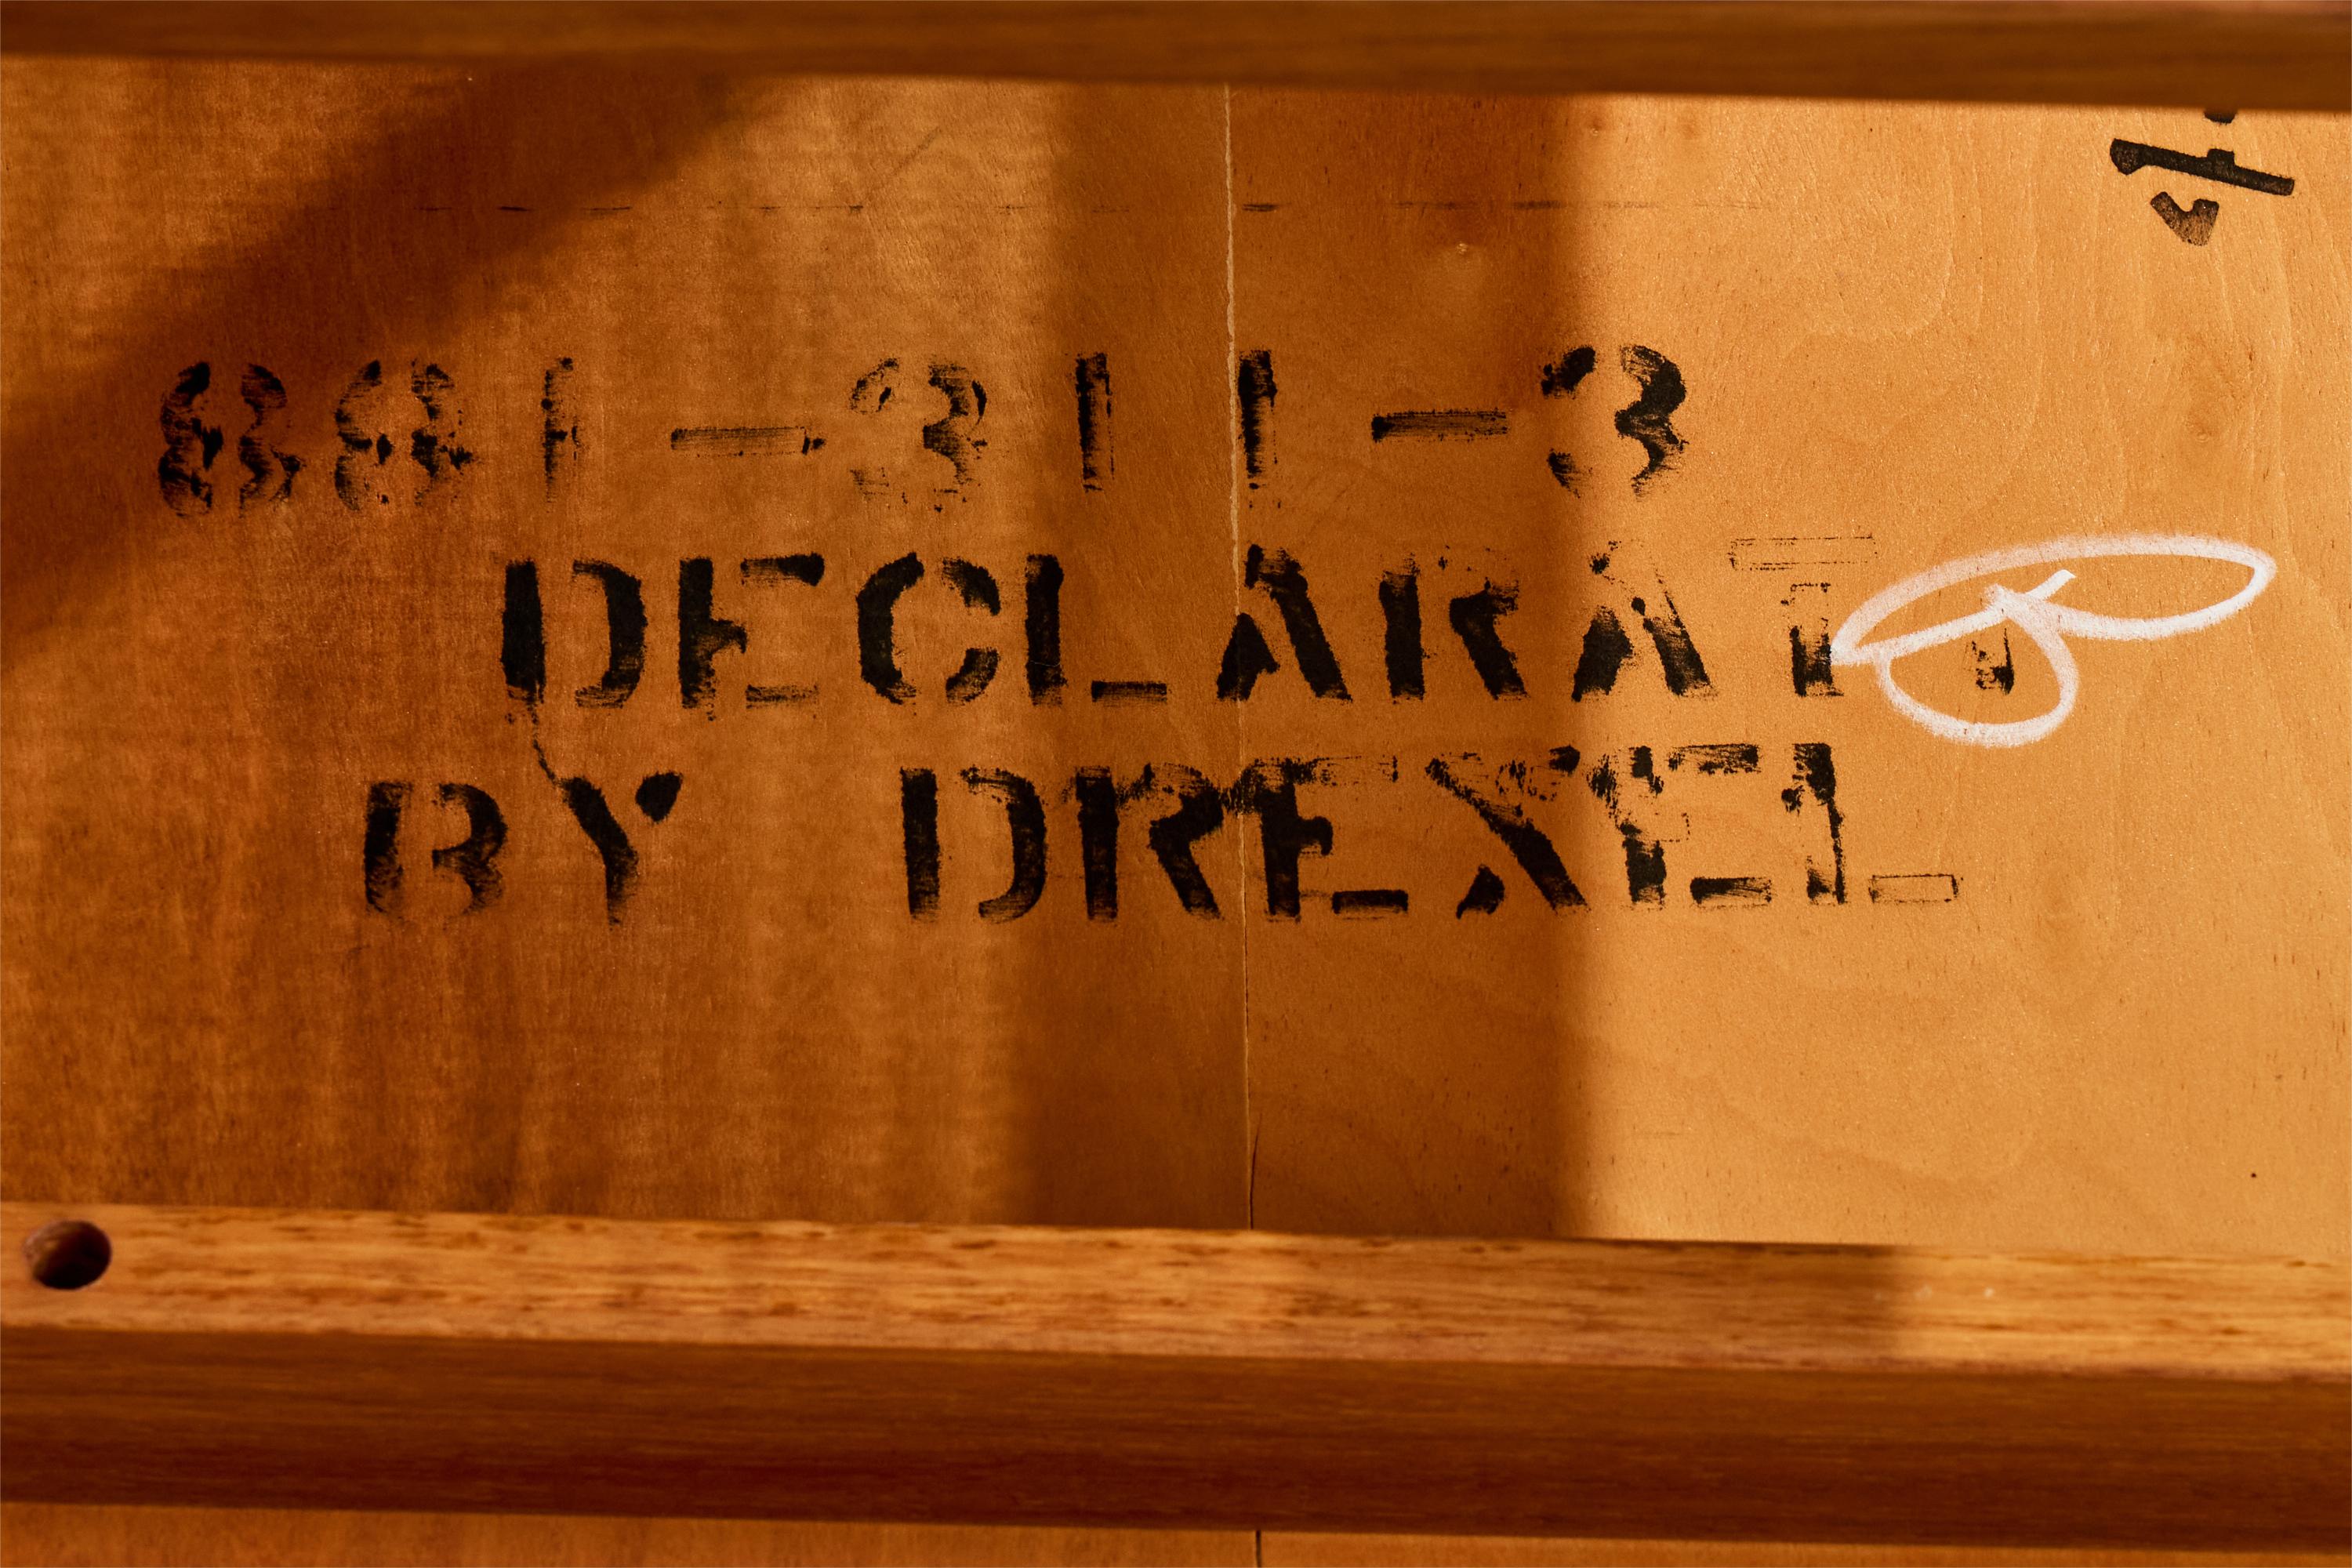 881-311-3
DECLARAT
BY DREXEL